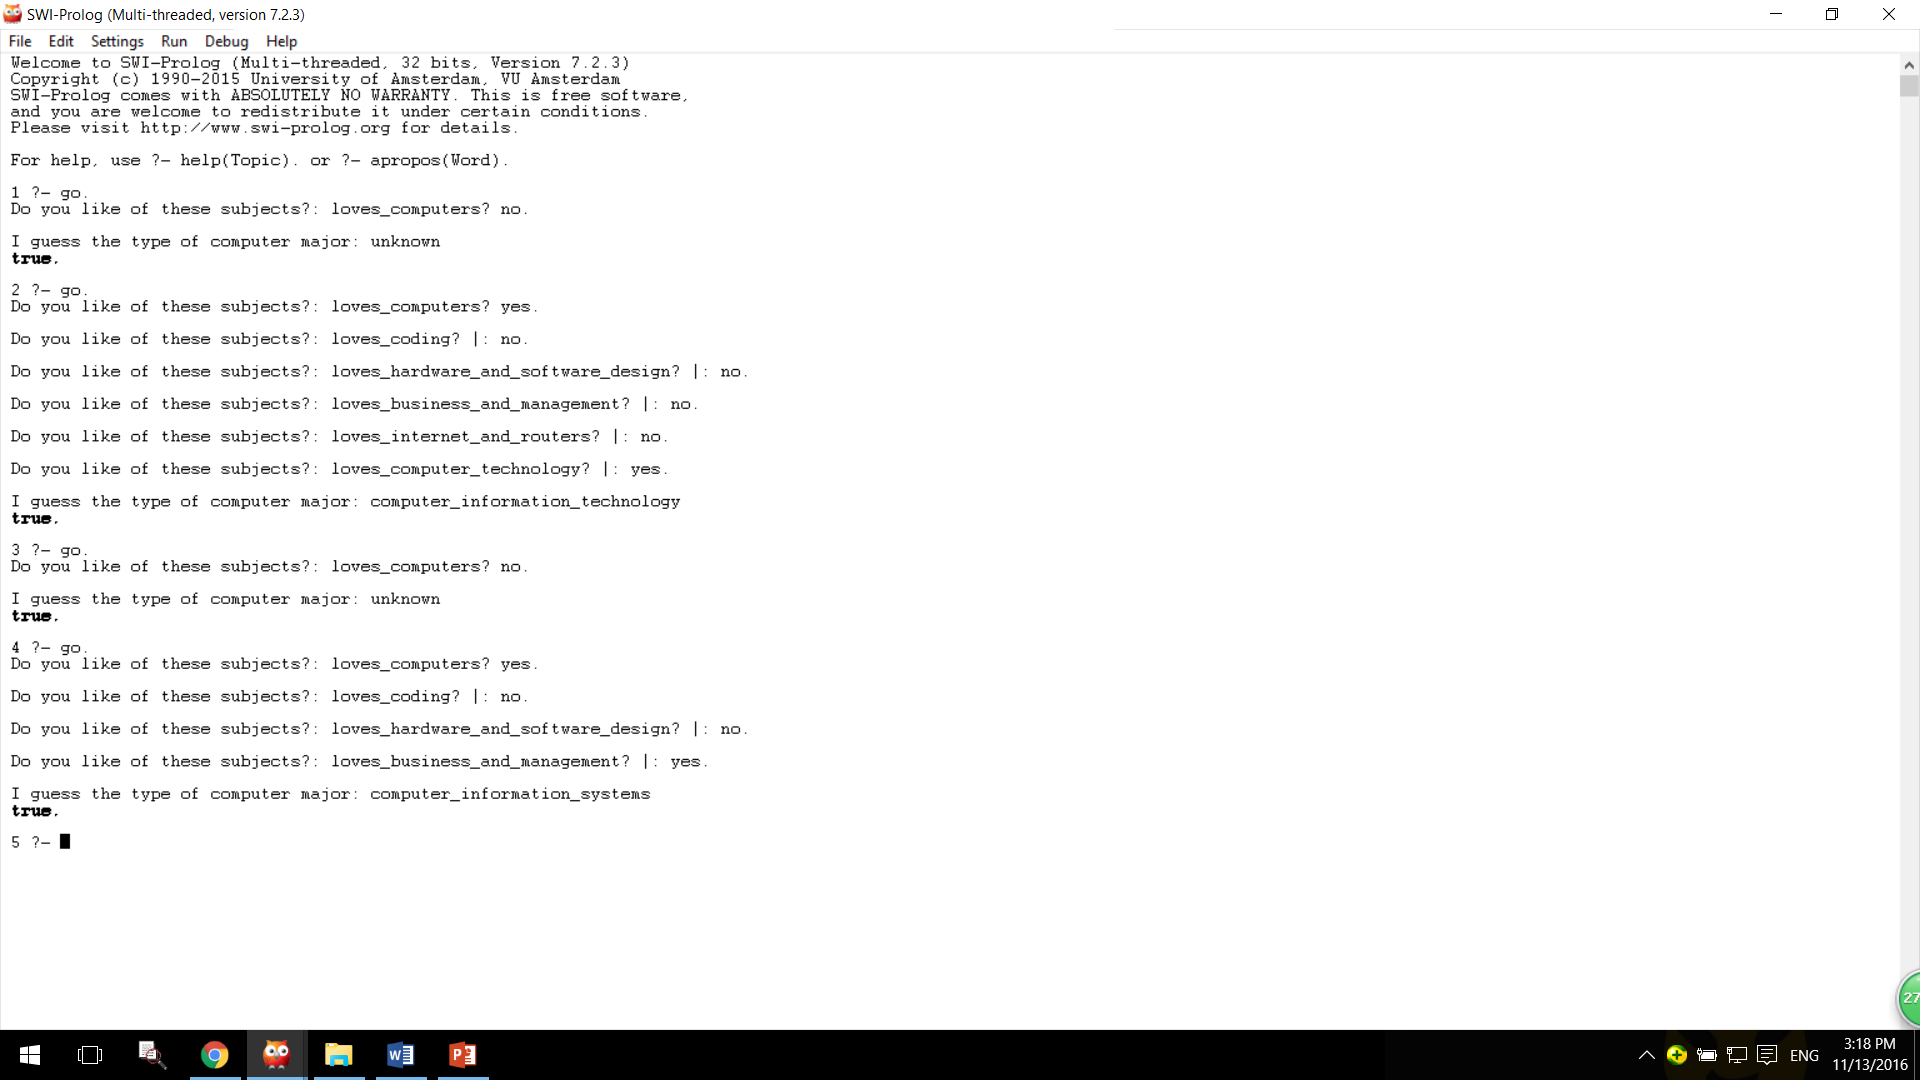 SWI-Prolog (Multi-threaded, version 7.2.3)
File Edit Settings Run Debug Help
Welcome to SWI-Prolog (Multi-threaded, 32 bits, Version 7.2.3)
Copyright (c) 1990-2015 University of Amsterdam, VU Amsterdam
SWI-Prolog comes with ABSOLUTELY NO WARRANTY. This is free software,
and you are welcome to redistribute it under certain conditions.
Please visit http://www.swi-prolog.org for details.
For help, use ?- help(Topic). or ?- apropos(Word).
1 ?- go.
Do you like of these subjects?: loves_computers? no.
I guess the type of computer major: unknown
true.
2 ?- go.
Do you like of these subjects?: loves_computers? yes.
Do you like of these subjects?: loves_coding? |: no.
Do you like of these subjects?: loves_hardware_and_software_design? |: no.
Do you like of these subjects?: loves_business_and_management? |: no.
Do you like of these subjects?: loves_internet_and_routers? |: no.
Do you like of these subjects?: loves_computer_technology? |: yes.
I guess the type of computer major: computer_information_technology
true.
3 ?- go.
Do you like of these subjects?: loves_computers? no.
I guess the type of computer major: unknown
true.
4 ?- go.
Do you like of these subjects?: loves_computers? yes.
Do you like of these subjects?: loves_coding? |: no.
Do you like of these subjects?: loves_hardware_and_software_design? |: no.
Do you like of these subjects?: loves_business_and_management? |: yes.
I guess the type of computer major: computer_information_systems
true.
5 ?-
27
ENG
3:18 PM
11/13/2016